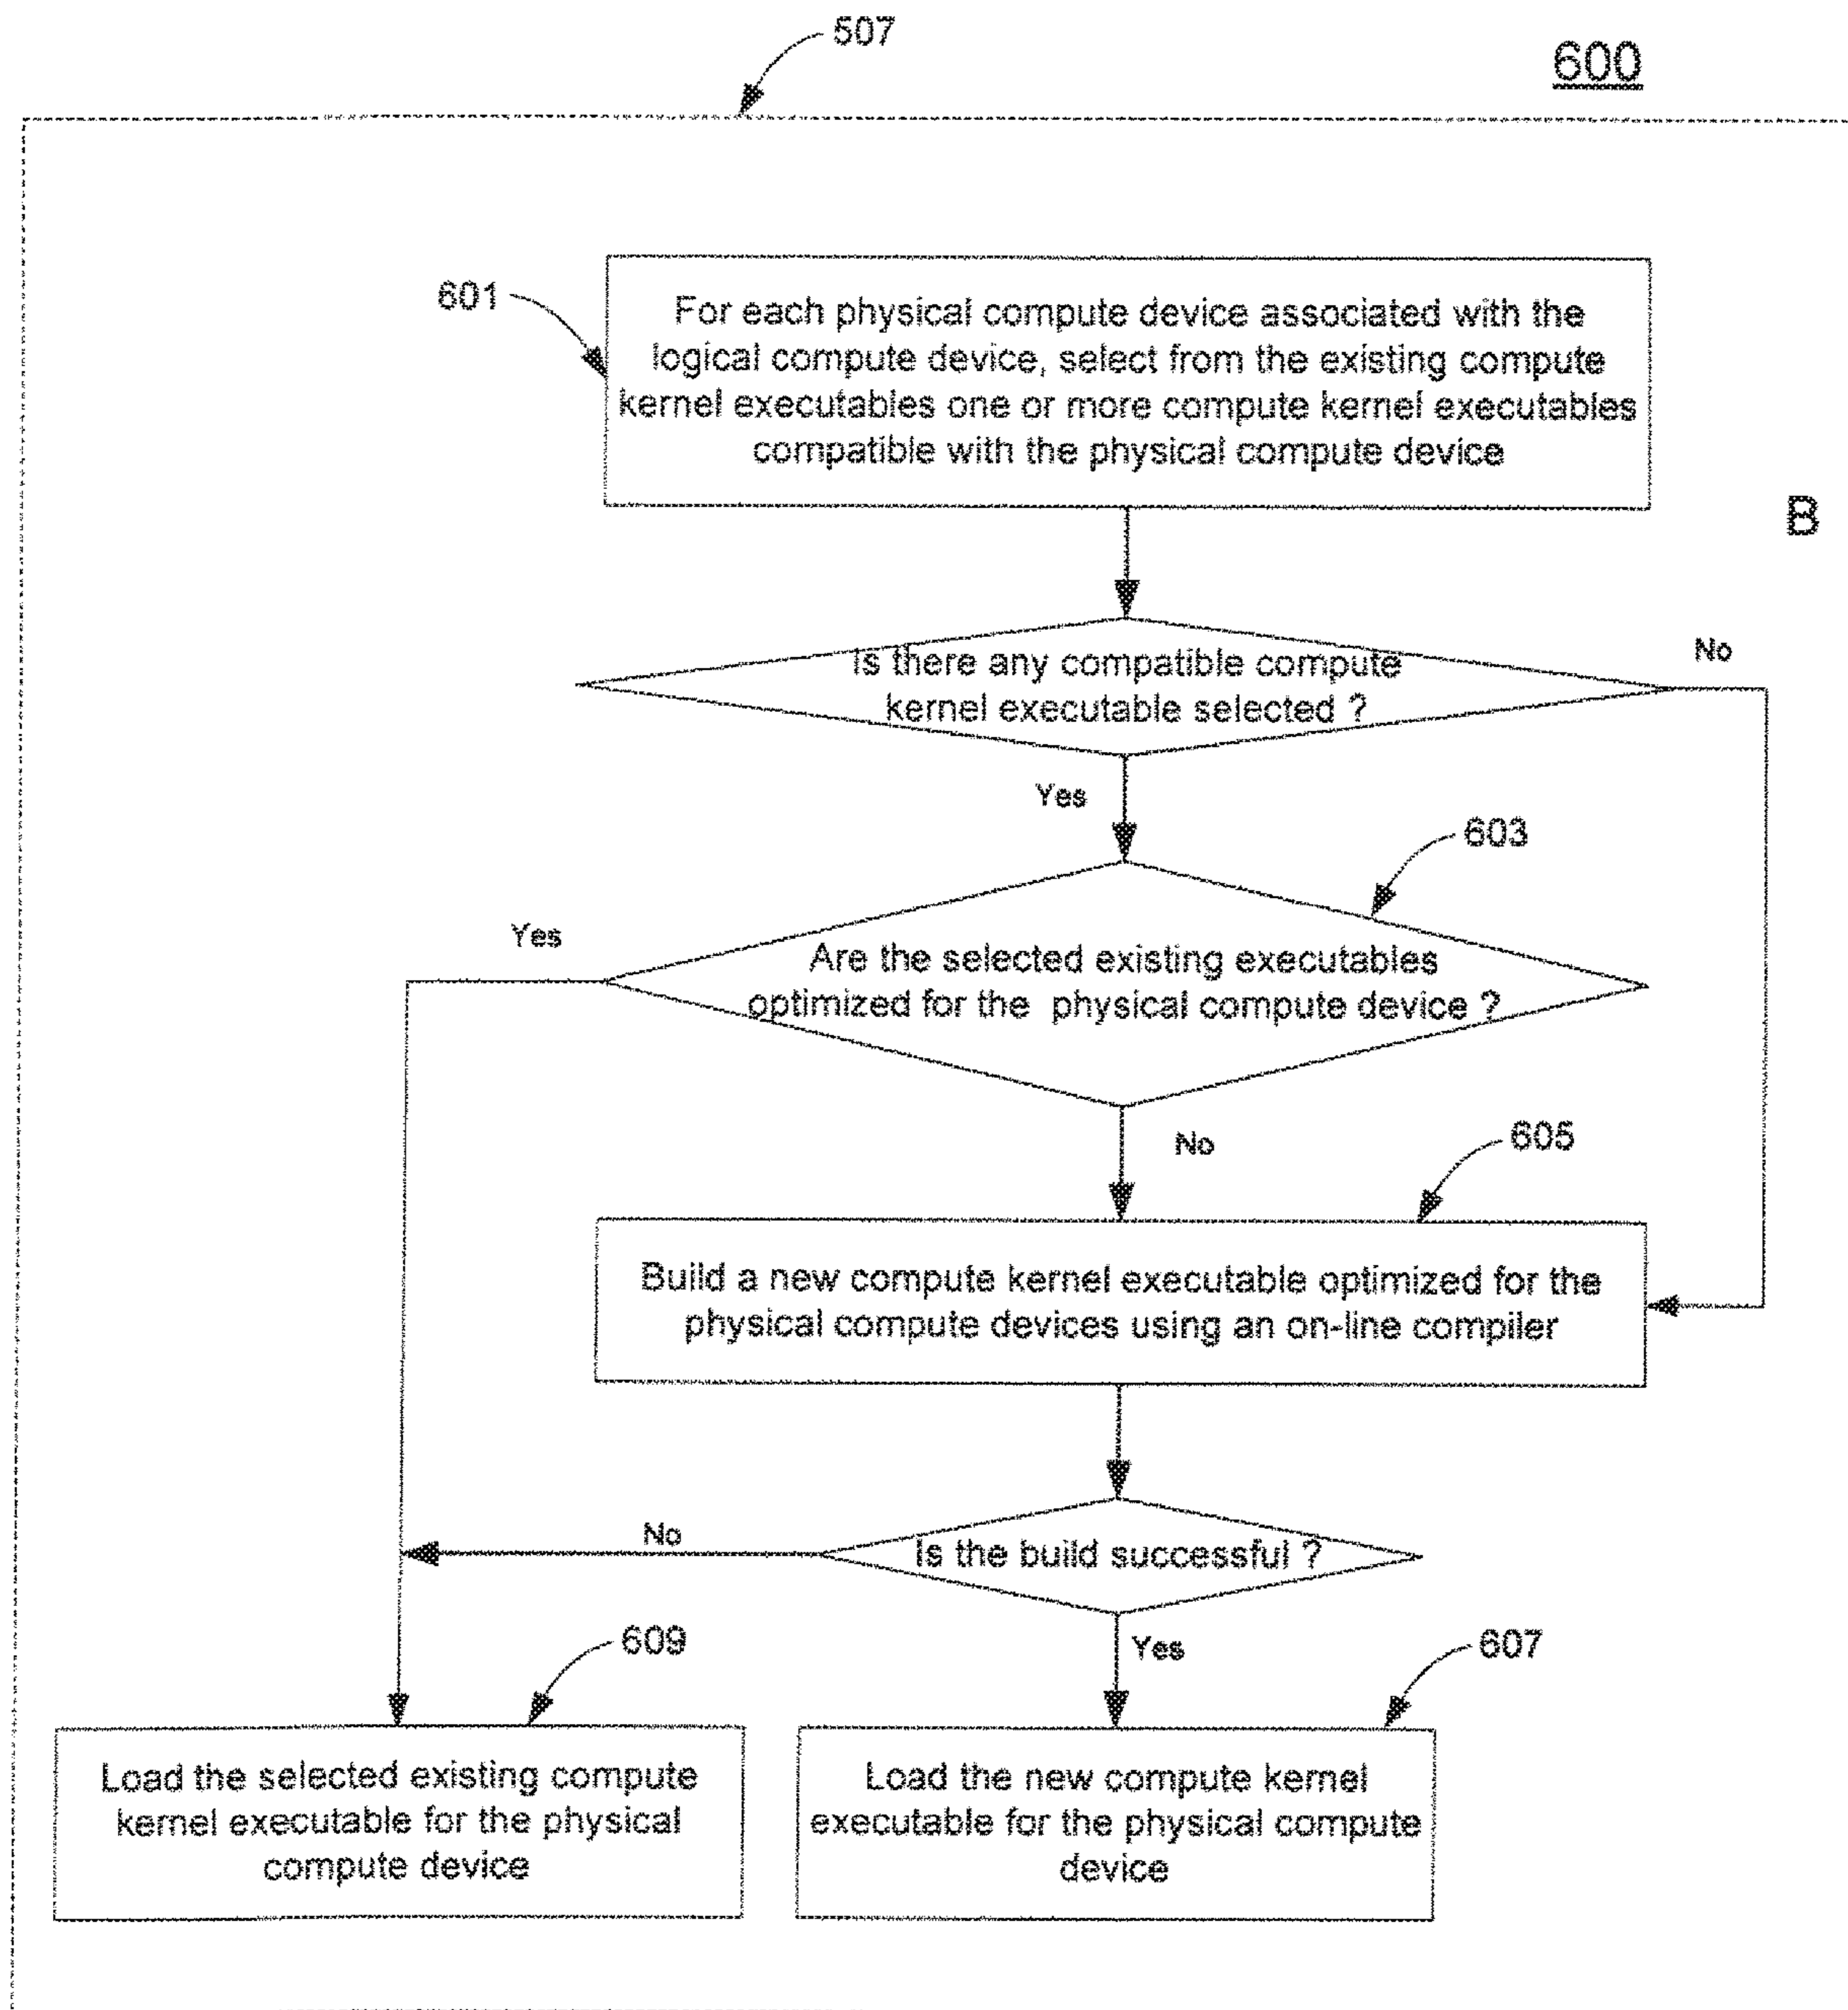 507
600
601
For each physical compute device associated with the
logical compute device, select from the existing compute
kernel executables one or more compute kernel executables
compatible with the physical compute device
B
Is there any compatible compute
kernel executable selected ?
No
Yes
603
Yes
Are the selected existing executables
optimized for the physical compute device ?
No
605
Build a new compute kernel executable optimized for the
physical compute devices using an on-line compiler
No
Is the build successful ?
Yes
609
607
Load the selected existing compute
kernel executable for the physical
compute device
Load the new compute kernel
executable for the physical compute
device